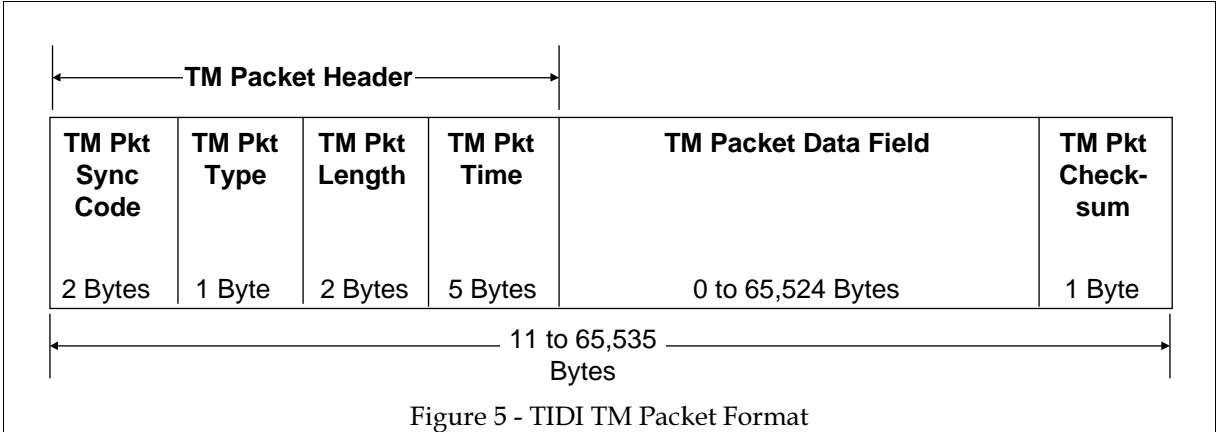 TM Packet Header
TM Pkt
Sync
Code
2 Bytes
TM Pkt
Type
1 Byte
TM Pkt
Length
2 Bytes
TM Pkt
Time
5 Bytes
TM Packet Data Field
0 to 65,524 Bytes
TM Pkt
Check-
sum
1 Byte
11 to 65,535
Bytes
Figure 5 - TIDI TM Packet Format